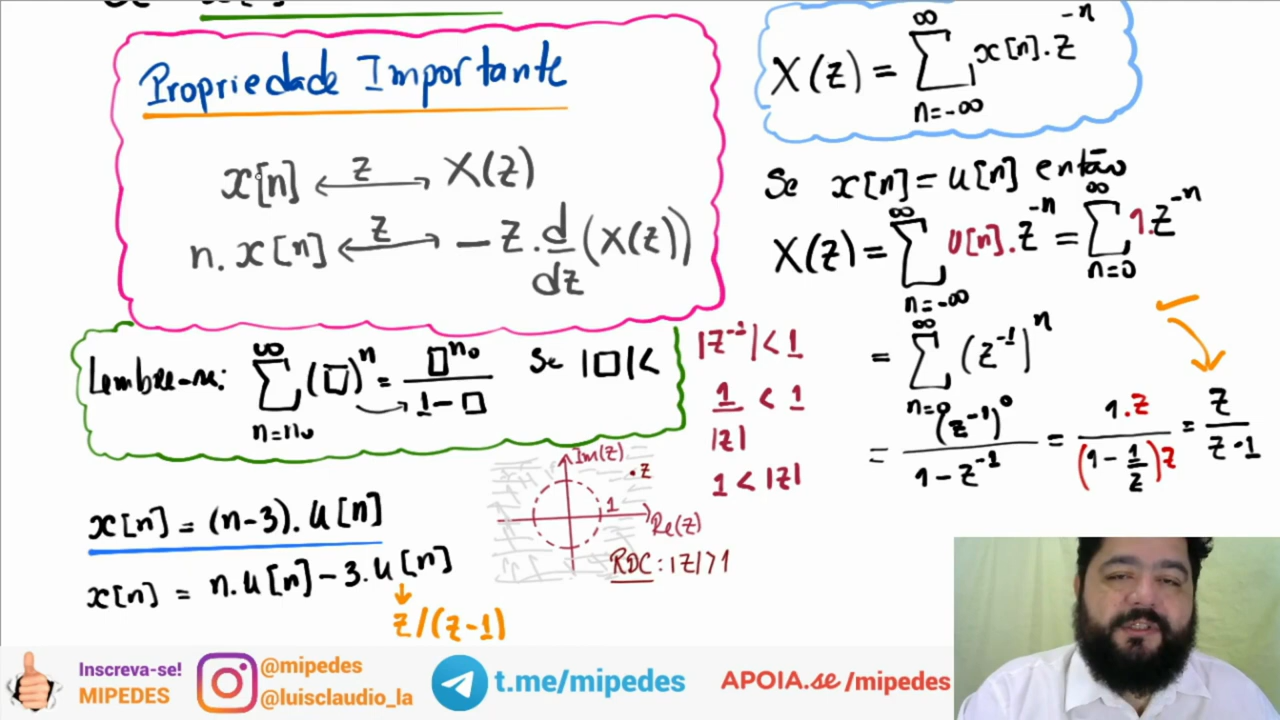 Propriedade Importante
x[n] ⟷ X(z)
z
n. x[n] ⟷ − z. d/dz (X(z))
z
Lembre-se: ∞ ∑ n=n₀ (□)ⁿ = □ⁿ⁰ / 1−□ Se |□|<
x[n] = (n-3). u[n]
x[n] = n.u[n] − 3.u[n]
z/(z-1)
X(z) = ∞ ∑ n=-∞ x[n]. z⁻ⁿ
Se x[n] = u[n] então
X(z) = ∞ ∑ n=-∞ u[n]. z⁻ⁿ = ∞ ∑ n=0 1.z⁻ⁿ
= ∞ ∑ n=0 (z⁻¹)ⁿ
= (z⁻¹)⁰ / 1−z⁻¹ = 1.z / (1−1/z)z = z / z-1
|z⁻¹| < 1
1/|z| < 1
1 < |z|
Im(z)
z
1
Re(z)
RDC: |z|>1
Inscreva-se!
MIPEDES
@mipedes
@luisclaudio_la
t.me/mipedes
APOIA.se/mipedes